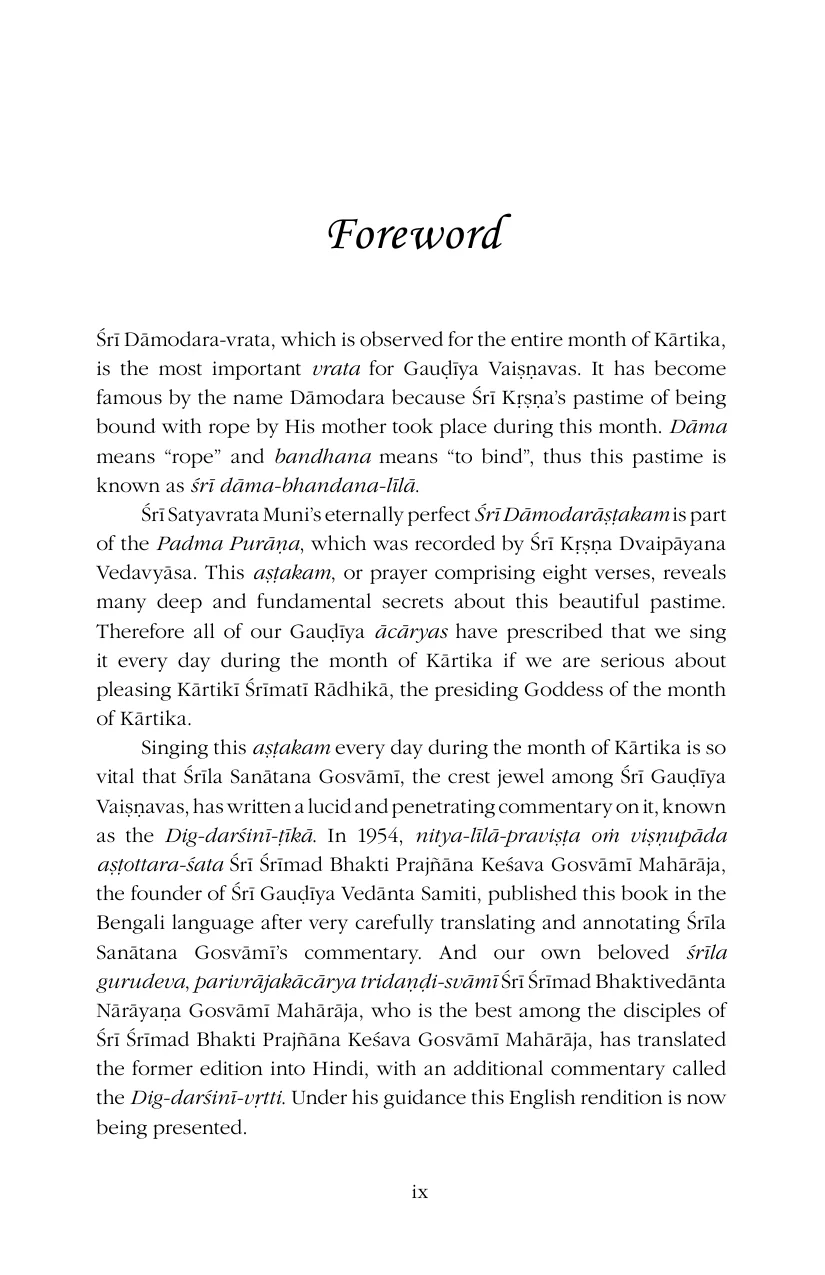 Foreword
Śrī Dāmodara-vrata, which is observed for the entire month of Kārtika,
is the most important vrata for Gauḍīya Vaiṣṇavas. It has become
famous by the name Dāmodara because Śrī Kṛṣṇa’s pastime of being
bound with rope by His mother took place during this month. Dāma
means “rope” and bandhana means “to bind”, thus this pastime is
known as śrī dāma-bhandana-līlā.
Śrī Satyavrata Muni’s eternally perfect Śrī Dāmodarāṣṭakam is part
of the Padma Purāṇa, which was recorded by Śrī Kṛṣṇa Dvaipāyana
Vedavyāsa. This aṣṭakam, or prayer comprising eight verses, reveals
many deep and fundamental secrets about this beautiful pastime.
Therefore all of our Gauḍīya ācāryas have prescribed that we sing
it every day during the month of Kārtika if we are serious about
pleasing Kārtikī Śrīmatī Rādhikā, the presiding Goddess of the month
of Kārtika.
Singing this aṣṭakam every day during the month of Kārtika is so
vital that Śrīla Sanātana Gosvāmī, the crest jewel among Śrī Gauḍīya
Vaiṣṇavas, has written a lucid and penetrating commentary on it, known
as the Dig-darśinī-ṭīkā. In 1954, nitya-līlā-praviṣṭa oṁ viṣṇupāda
aṣṭottara-śata Śrī Śrīmad Bhakti Prajñāna Keśava Gosvāmī Mahārāja,
the founder of Śrī Gauḍīya Vedānta Samiti, published this book in the
Bengali language after very carefully translating and annotating Śrīla
Sanātana Gosvāmī’s commentary. And our own beloved śrīla
gurudeva, parivrājakācārya tridaṇḍi-svāmī Śrī Śrīmad Bhaktivedānta
Nārāyaṇa Gosvāmī Mahārāja, who is the best among the disciples of
Śrī Śrīmad Bhakti Prajñāna Keśava Gosvāmī Mahārāja, has translated
the former edition into Hindi, with an additional commentary called
the Dig-darśinī-vṛtti. Under his guidance this English rendition is now
being presented.
ix